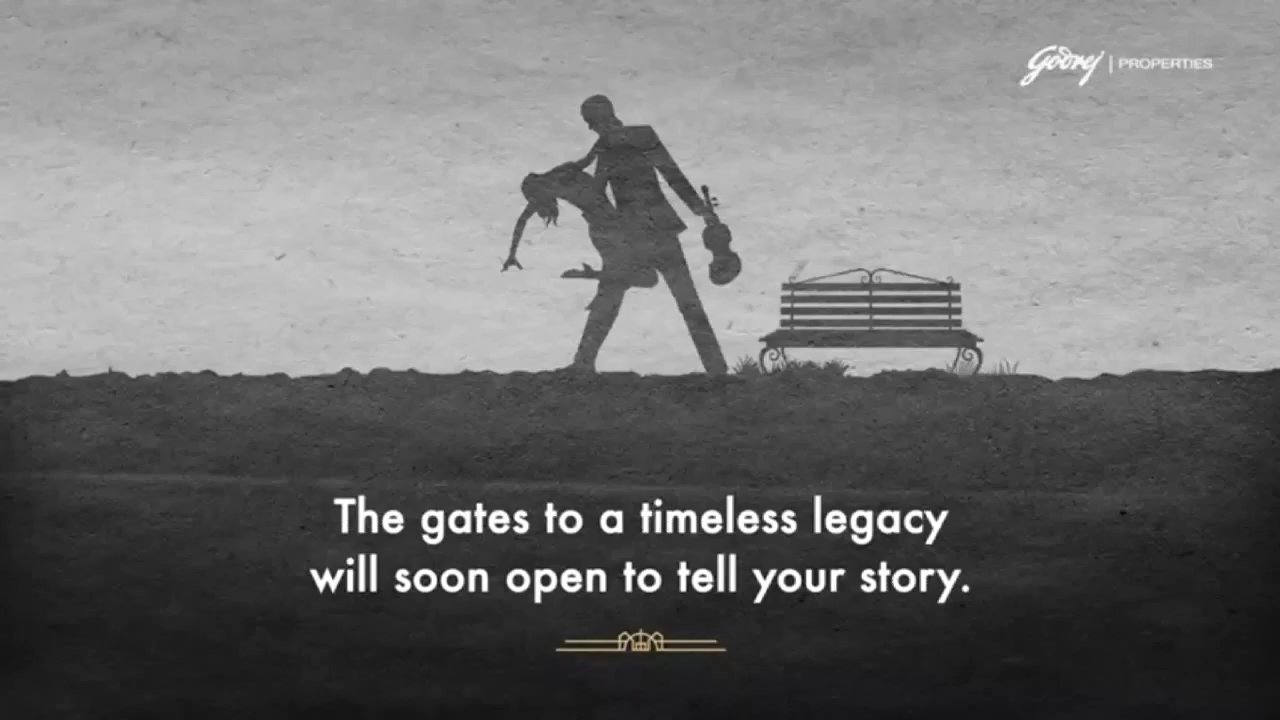 Godrej | PROPERTIES
The gates to a timeless legacy
will soon open to tell your story.